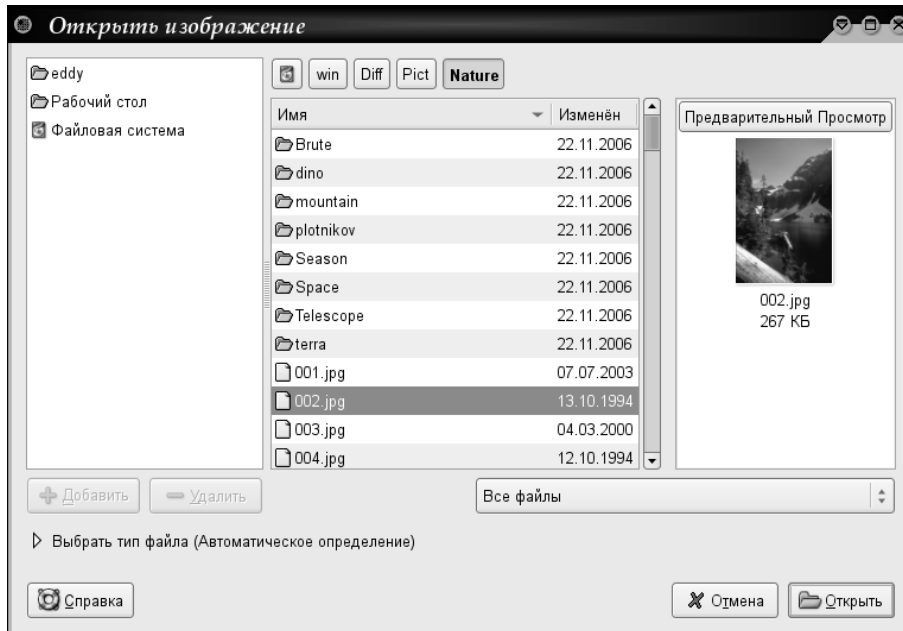 Открыть изображение
eddy
Рабочий стол
Файловая система
win Diff Pict Nature
Имя Изменён
Brute 22.11.2006
dino 22.11.2006
mountain 22.11.2006
plotnikov 22.11.2006
Season 22.11.2006
Space 22.11.2006
Telescope 22.11.2006
terra 22.11.2006
001.jpg 07.07.2003
002.jpg 13.10.1994
003.jpg 04.03.2000
004.jpg 12.10.1994
Предварительный Просмотр
002.jpg
267 КБ
Добавить Удалить Все файлы
Выбрать тип файла (Автоматическое определение)
Справка Отмена Открыть